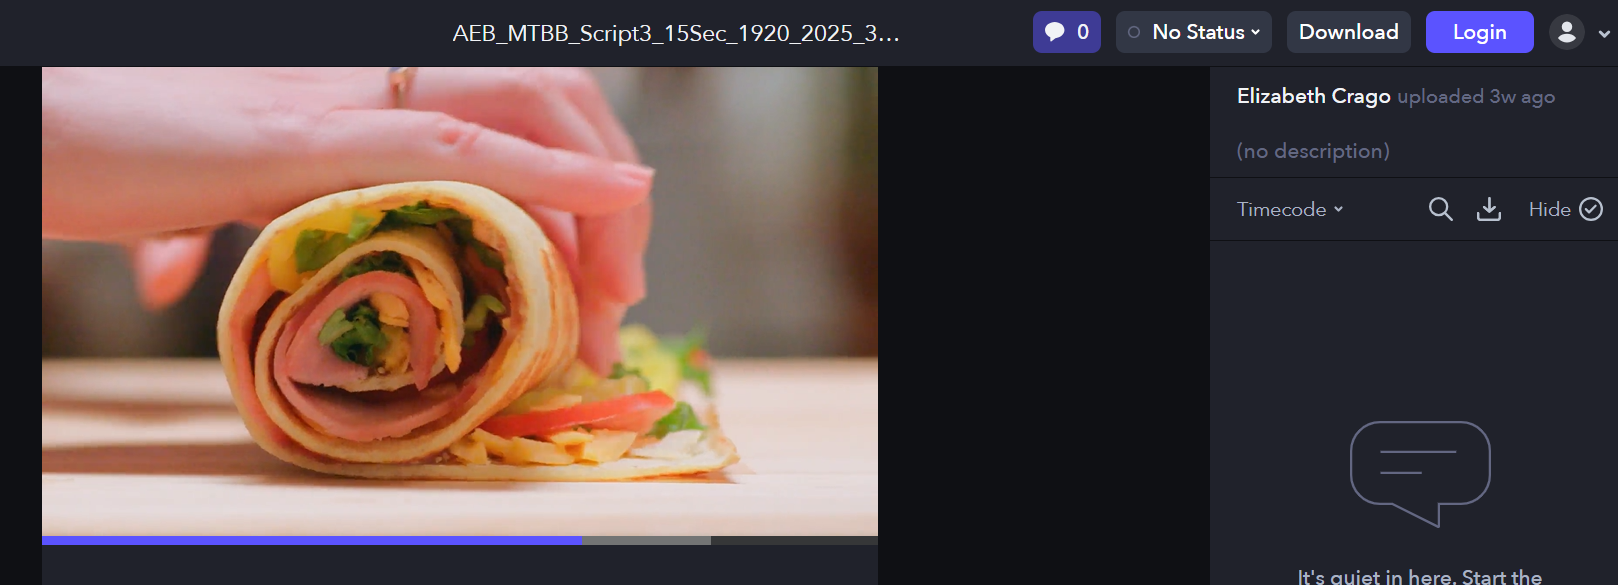 AEB_MTBB_Script3_15Sec_1920_2025_3...
0
No Status
Download
Login
Elizabeth Crago uploaded 3w ago
(no description)
Timecode
Hide
It's quiet in here. Start the